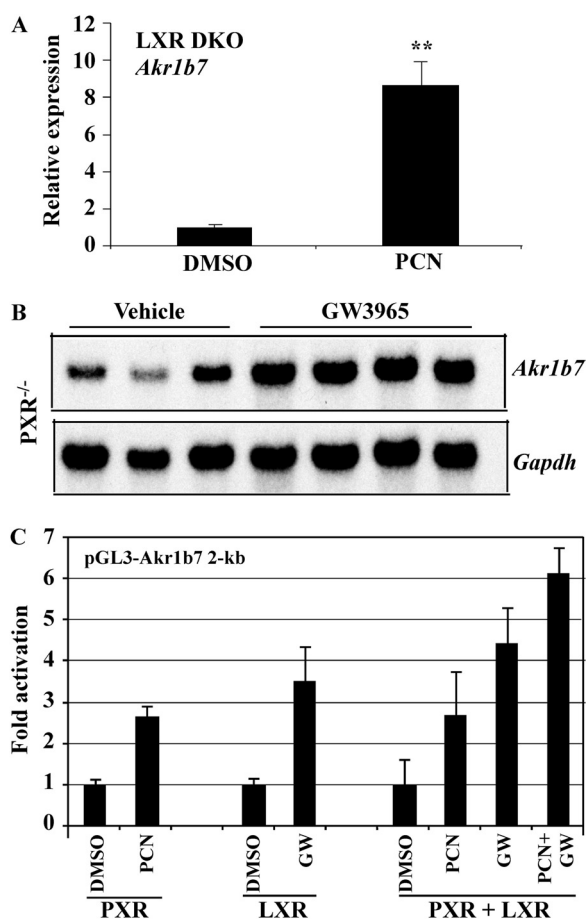 A
LXR DKO
Akr1b7
**
Relative expression
12
10
8
6
4
2
0
DMSO
PCN
B
Vehicle
GW3965
PXR-/-
Akr1b7
Gapdh
C
pGL3-Akr1b7 2-kb
Fold activation
7
6
5
4
3
2
1
0
DMSO
PCN
DMSO
GW
DMSO
PCN
GW
PCN+
GW
PXR
LXR
PXR + LXR